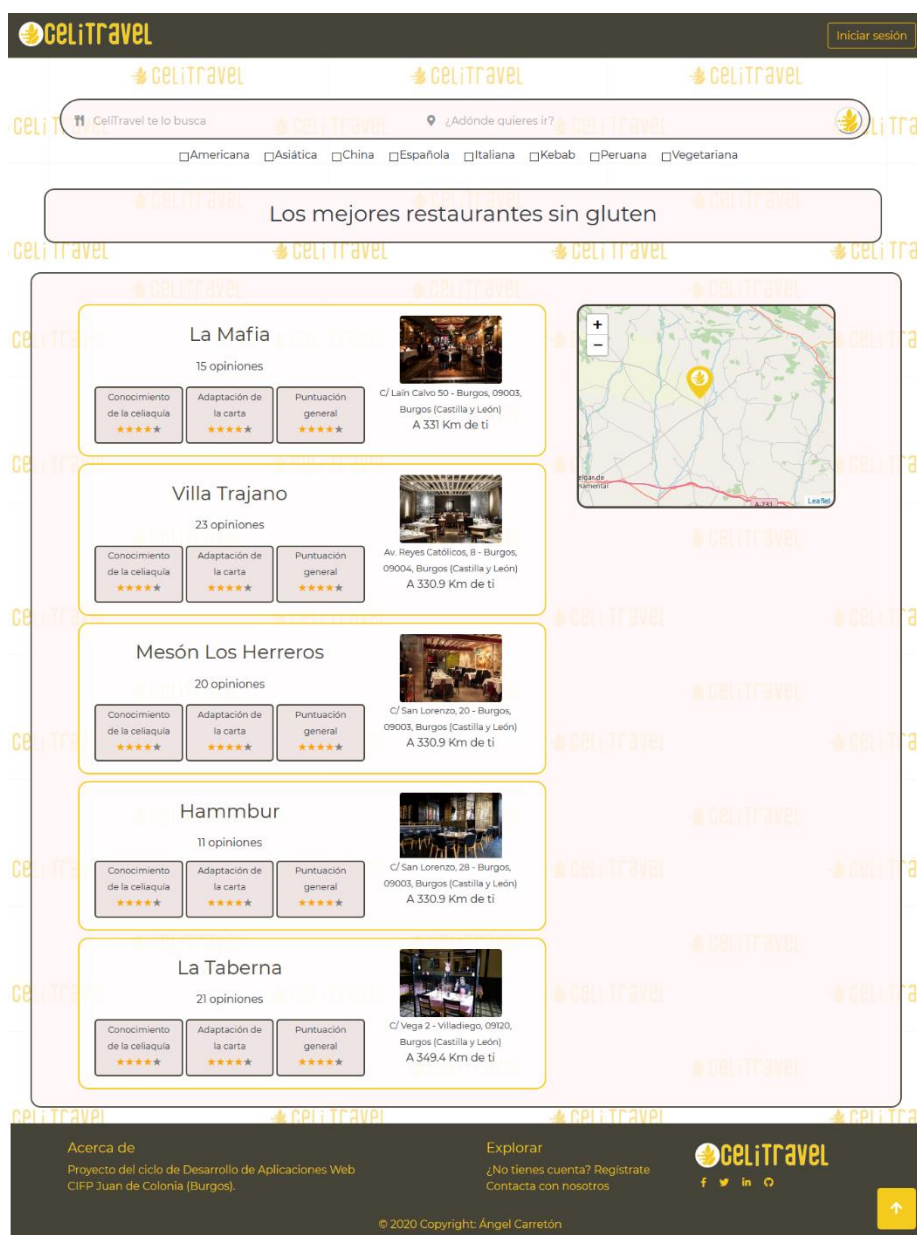 CELiTravel
Iniciar sesión
CELiTravel CELiTravel CELiTravel
CeliTravel te lo busca
¿Adónde quieres ir?
Americana Asiática China Española Italiana Kebab Peruana Vegetariana
Los mejores restaurantes sin gluten
CELiTravel CELiTravel CELiTravel
La Mafia
15 opiniones
Conocimiento
de la celiaquía
Adaptación de
la carta
Puntuación
general
C/ Laín Calvo 50 - Burgos, 09003,
Burgos (Castilla y León)
A 331 Km de ti
+
−
A-731
Leaflet
Villa Trajano
23 opiniones
Conocimiento
de la celiaquía
Adaptación de
la carta
Puntuación
general
Av. Reyes Católicos, 8 - Burgos,
09004, Burgos (Castilla y León)
A 330.9 Km de ti
Mesón Los Herreros
20 opiniones
Conocimiento
de la celiaquía
Adaptación de
la carta
Puntuación
general
C/ San Lorenzo, 20 - Burgos,
09003, Burgos (Castilla y León)
A 330.9 Km de ti
Hammbur
11 opiniones
Conocimiento
de la celiaquía
Adaptación de
la carta
Puntuación
general
C/ San Lorenzo, 28 - Burgos,
09003, Burgos (Castilla y León)
A 330.9 Km de ti
La Taberna
21 opiniones
Conocimiento
de la celiaquía
Adaptación de
la carta
Puntuación
general
C/ Vega 2 - Villadiego, 09120,
Burgos (Castilla y León)
A 349.4 Km de ti
Acerca de
Proyecto del ciclo de Desarrollo de Aplicaciones Web
CIFP Juan de Colonia (Burgos).
Explorar
¿No tienes cuenta? Regístrate
Contacta con nosotros
CELiTravel
© 2020 Copyright: Ángel Carretón